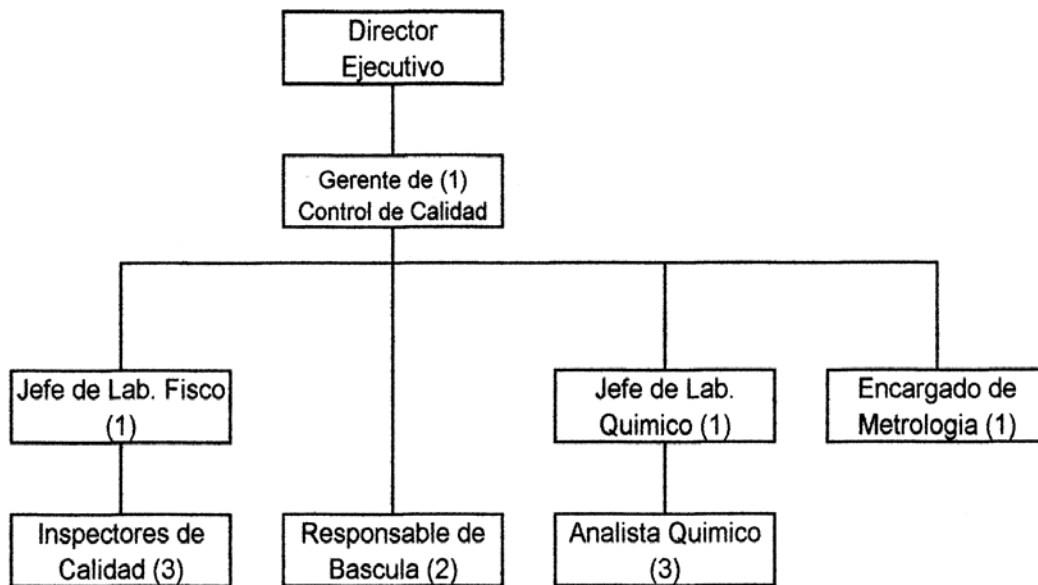 Director
Ejecutivo
Gerente de (1)
Control de Calidad
Jefe de Lab. Fisco
(1)
Jefe de Lab.
Quimico (1)
Encargado de
Metrologia (1)
Inspectores de
Calidad (3)
Responsable de
Bascula (2)
Analista Quimico
(3)